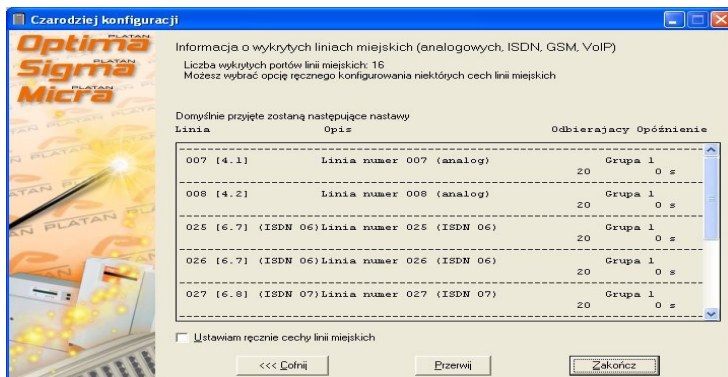 Czarodziej konfiguracji
Optima
PLATAN
Sigma
PLATAN
Micra
PLATAN
Informacja o wykrytych liniach miejskich (analogowych, ISDN, GSM, VoIP)
Liczba wykrytych portów linii miejskich: 16
Możesz wybrać opcję ręcznego konfigurowania niektórych cech linii miejskich
Domyślnie przyjęte zostaną następujące nastawy
Linia Opis Odbierajacy Opóźnienie
007 [4.1] Linia numer 007 (analog) Grupa 1
20 0 s
008 [4.2] Linia numer 008 (analog) Grupa 1
20 0 s
025 [6.7] (ISDN 06)Linia numer 025 (ISDN 06) Grupa 1
20 0 s
026 [6.7] (ISDN 06)Linia numer 026 (ISDN 06) Grupa 1
20 0 s
027 [6.8] (ISDN 07)Linia numer 027 (ISDN 07) Grupa 1
20 0 s
Ustawiam ręcznie cechy linii miejskich
<<< Cofnij Przerwij Zakończ